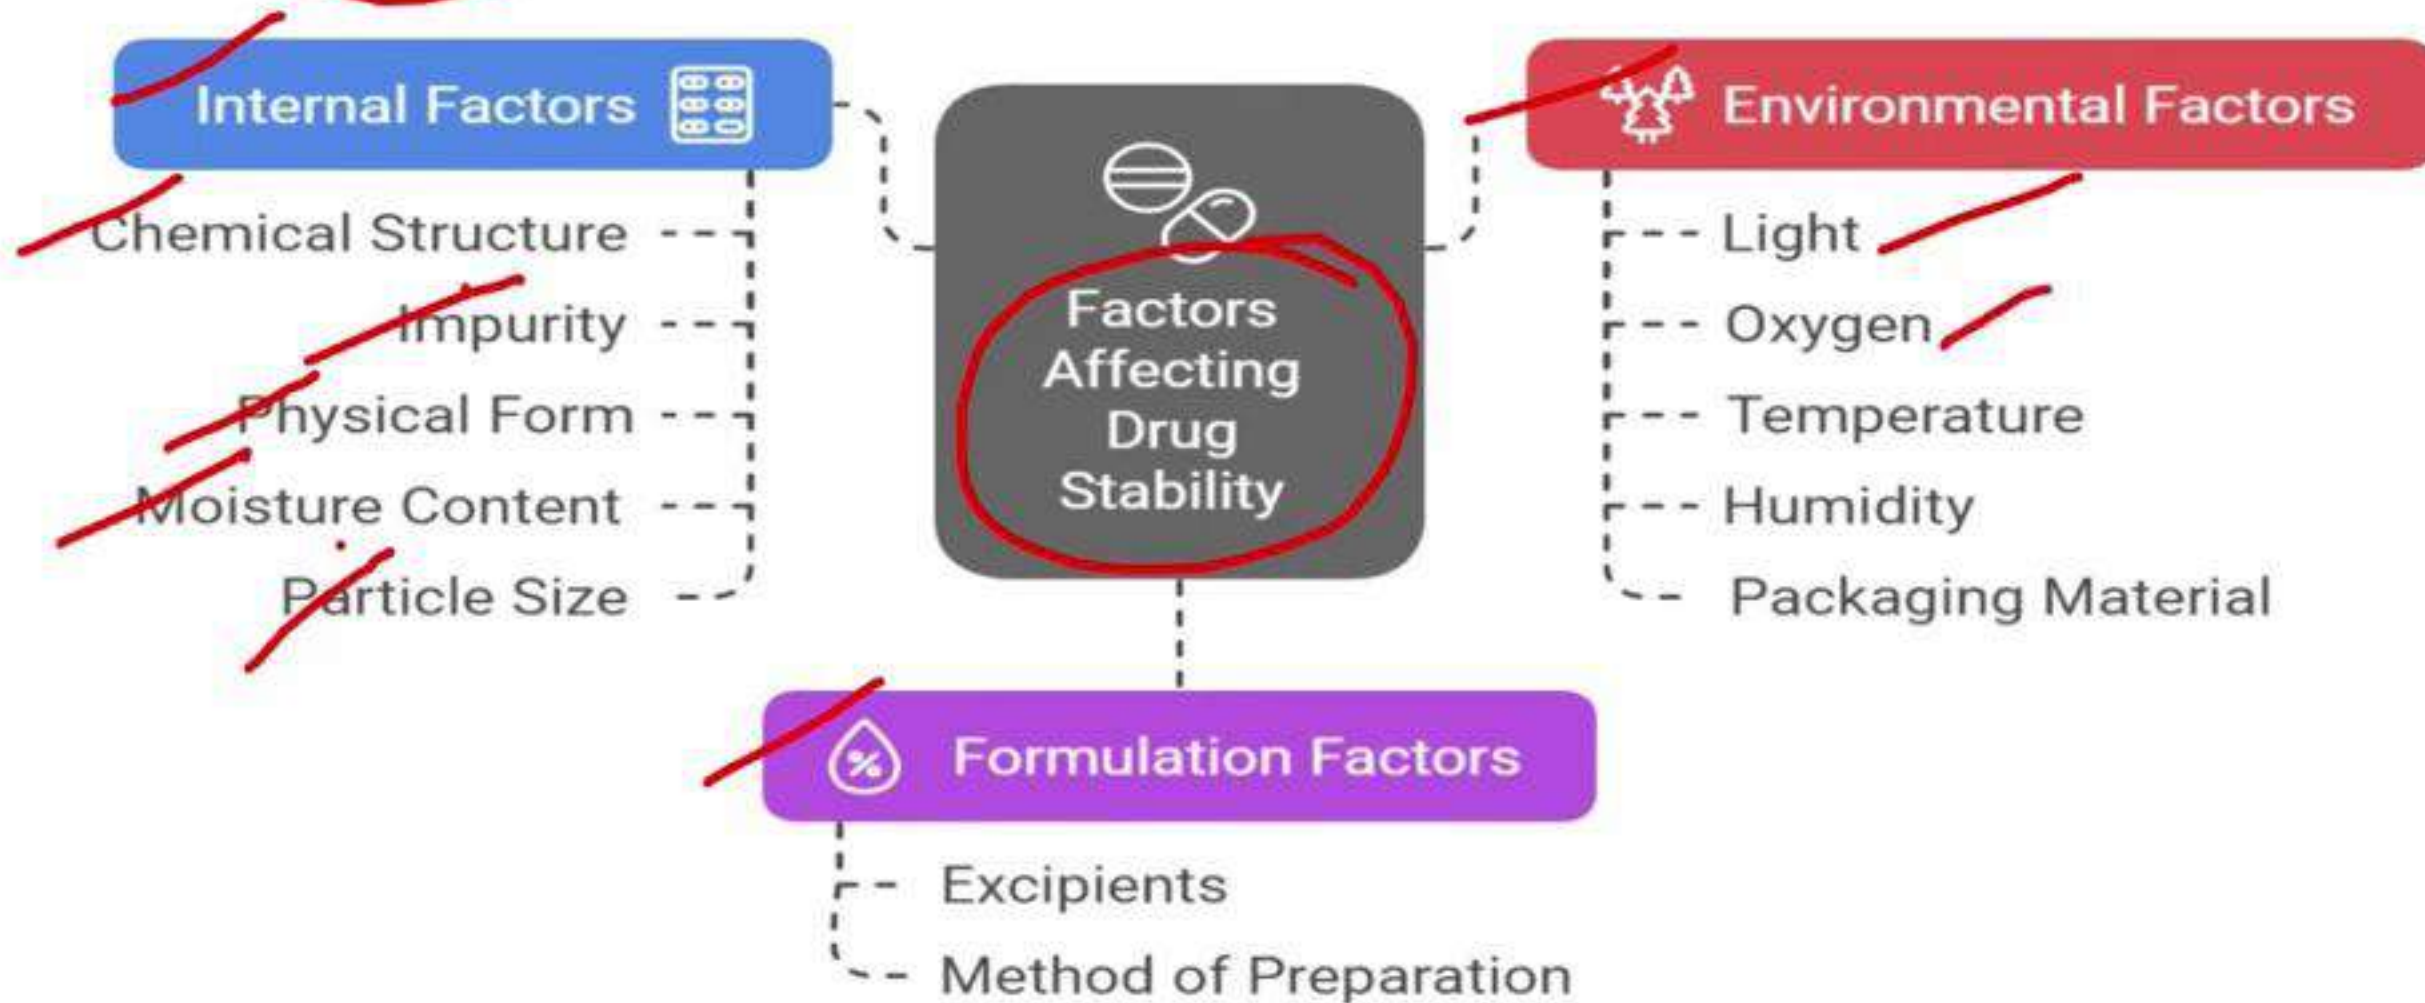 Internal Factors
Chemical Structure
Impurity
Physical Form
Moisture Content
Particle Size
Factors
Affecting
Drug
Stability
Environmental Factors
Light
Oxygen
Temperature
Humidity
Packaging Material
Formulation Factors
%
Excipients
Method of Preparation